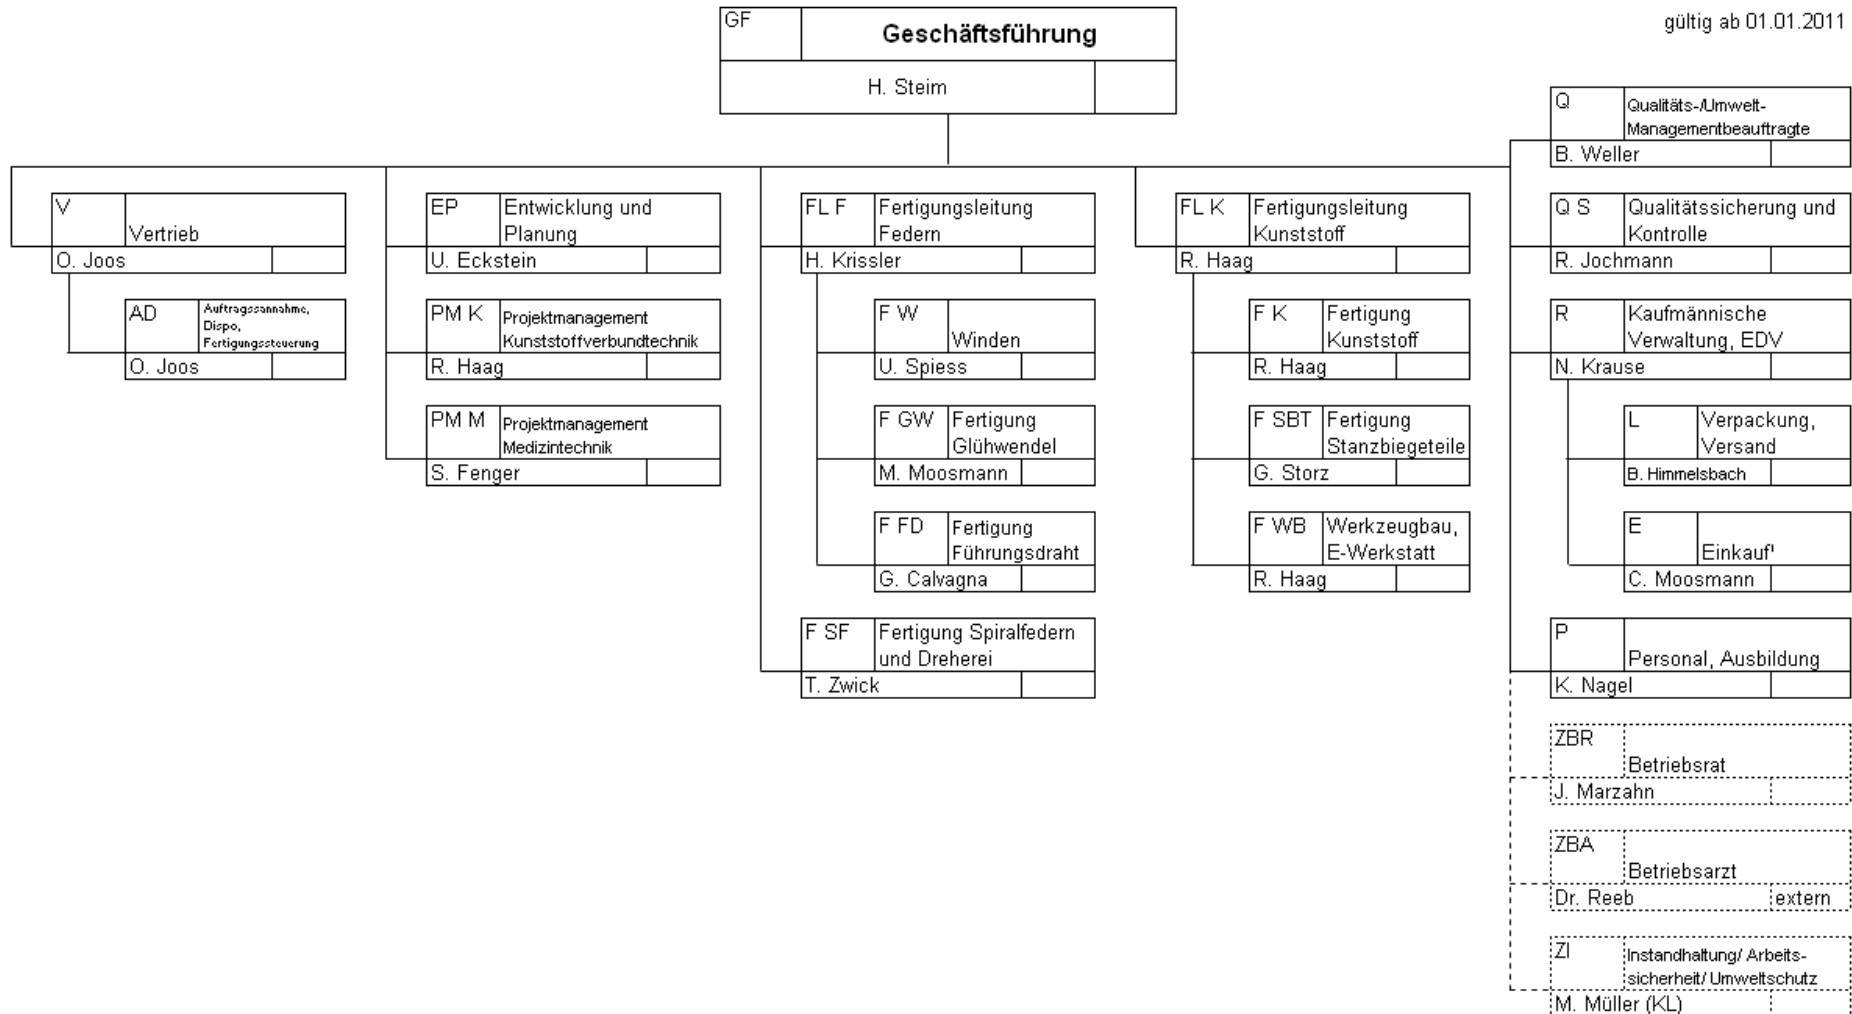 GF
Geschäftsführung
H. Steim
gültig ab 01.01.2011
V
Vertrieb
O. Joos
AD
Auftragssannahme,
Dispo,
Fertigungssteuerung
O. Joos
EP
Entwicklung und
Planung
U. Eckstein
PM K
Projektmanagement
Kunststoffverbundtechnik
R. Haag
PM M
Projektmanagement
Medizintechnik
S. Fenger
FL F
Fertigungsleitung
Federn
H. Krissler
F W
Winden
U. Spiess
F GW
Fertigung
Glühwendel
M. Moosmann
F FD
Fertigung
Führungsdraht
G. Calvagna
F SF
Fertigung Spiralfedern
und Dreherei
T. Zwick
FL K
Fertigungsleitung
Kunststoff
R. Haag
F K
Fertigung
Kunststoff
R. Haag
F SBT
Fertigung
Stanzbiegeteile
G. Storz
F WB
Werkzeugbau,
E-Werkstatt
R. Haag
Q
Qualitäts-/Umwelt-
Managementbeauftragte
B. Weller
Q S
Qualitätssicherung und
Kontrolle
R. Jochmann
R
Kaufmännische
Verwaltung, EDV
N. Krause
L
Verpackung,
Versand
B. Himmelsbach
E
Einkauf'
C. Moosmann
P
Personal, Ausbildung
K. Nagel
ZBR
Betriebsrat
J. Marzahn
ZBA
Betriebsarzt
Dr. Reeb
extern
ZI
Instandhaltung/ Arbeits-
sicherheit/ Umweltschutz
M. Müller (KL)